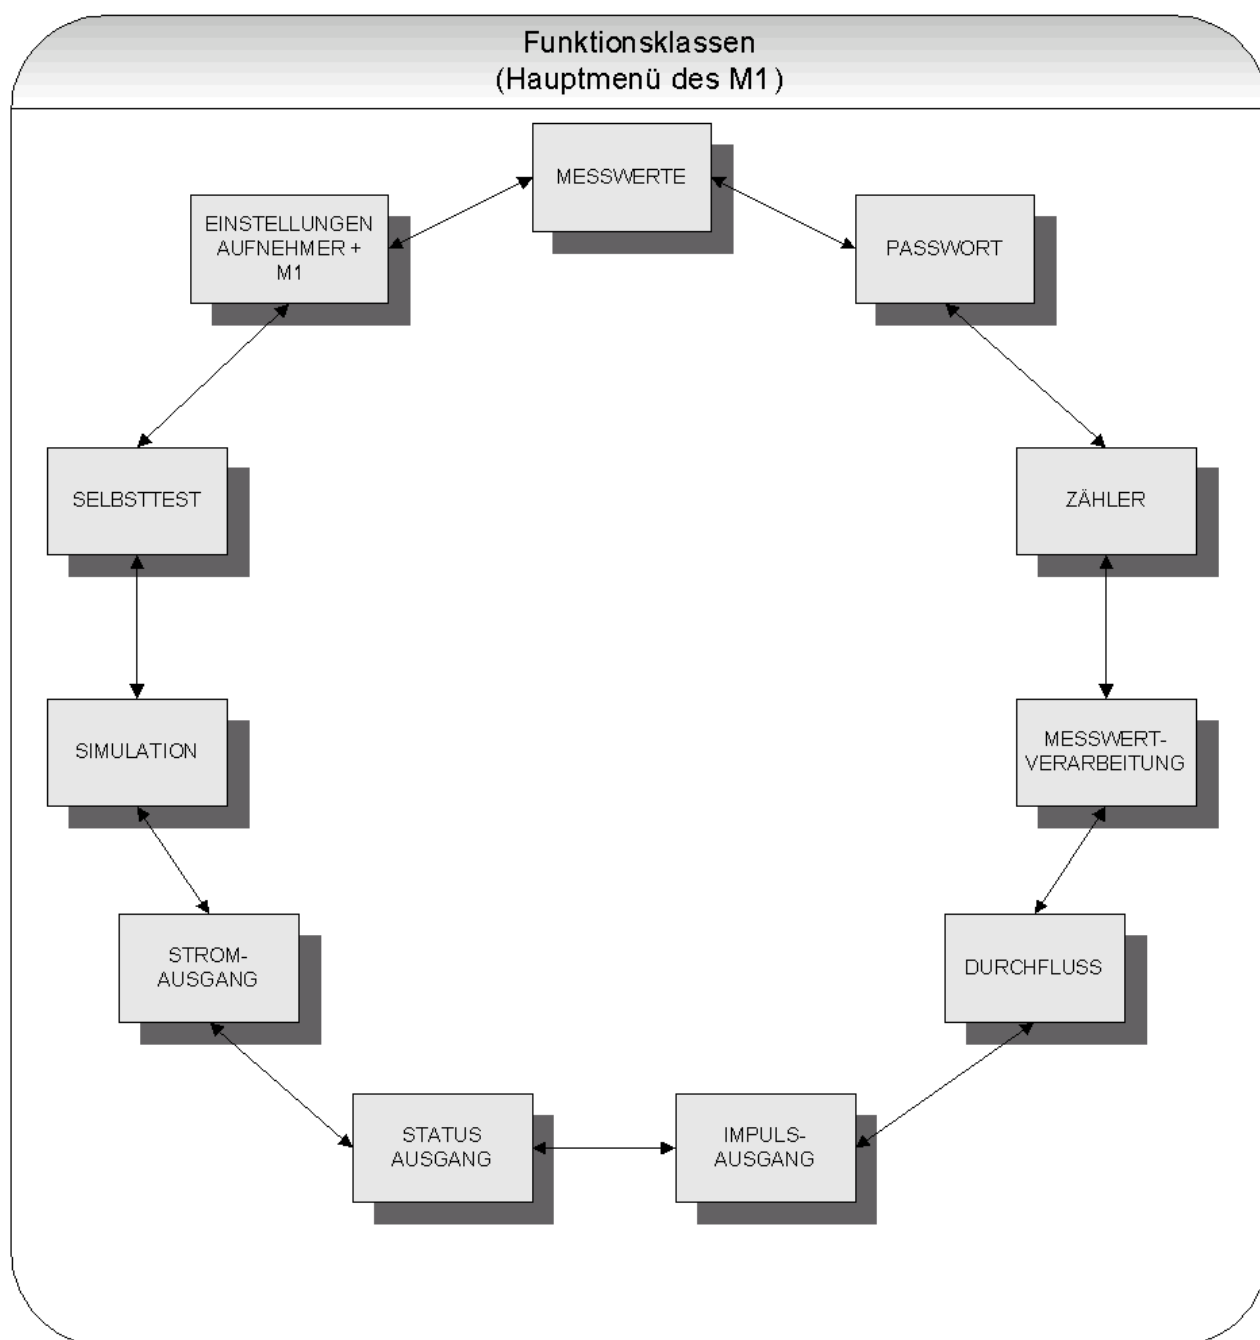 Funktionsklassen
(Hauptmenü des M1)
MESSWERTE
EINSTELLUNGEN
AUFNEHMER +
M1
PASSWORT
SELBSTTEST
ZÄHLER
SIMULATION
MESSWERT-
VERARBEITUNG
STROM-
AUSGANG
DURCHFLUSS
STATUS
AUSGANG
IMPULS-
AUSGANG